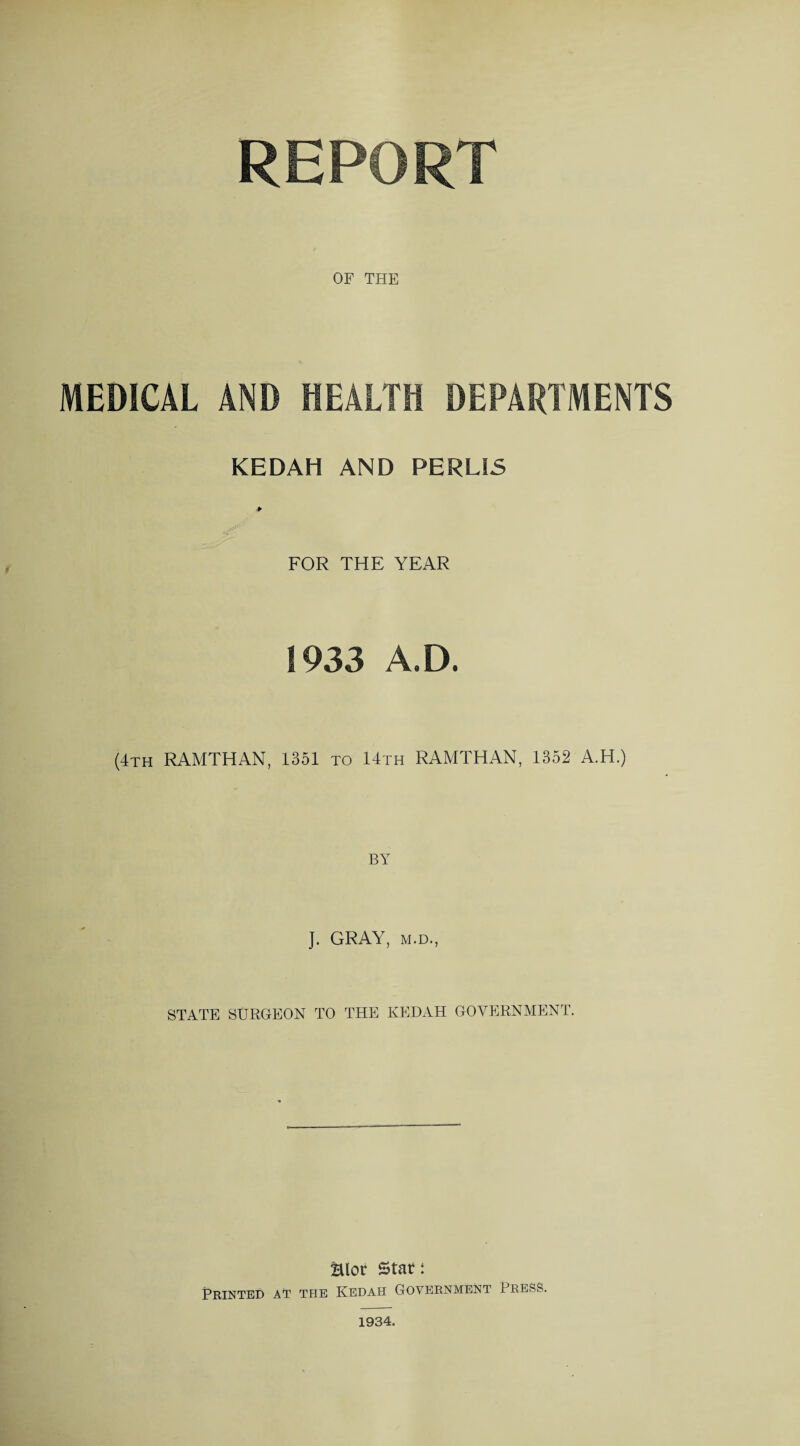 REPORT
OF THE
MEDICAL AND HEALTH DEPARTMENTS
KEDAH AND PERLIS
FOR THE YEAR
1933 A.D.
(4TH RAMTHAN, 1351 TO 14TH RAMTHAN, 1352 A.H.)
BY
J. GRAY, M.D.,
STATE SURGEON TO THE KEDAH GOVERNMENT.
Alor Star:
PRINTED AT THE KEDAH GOVERNMENT PRESS.
1934.